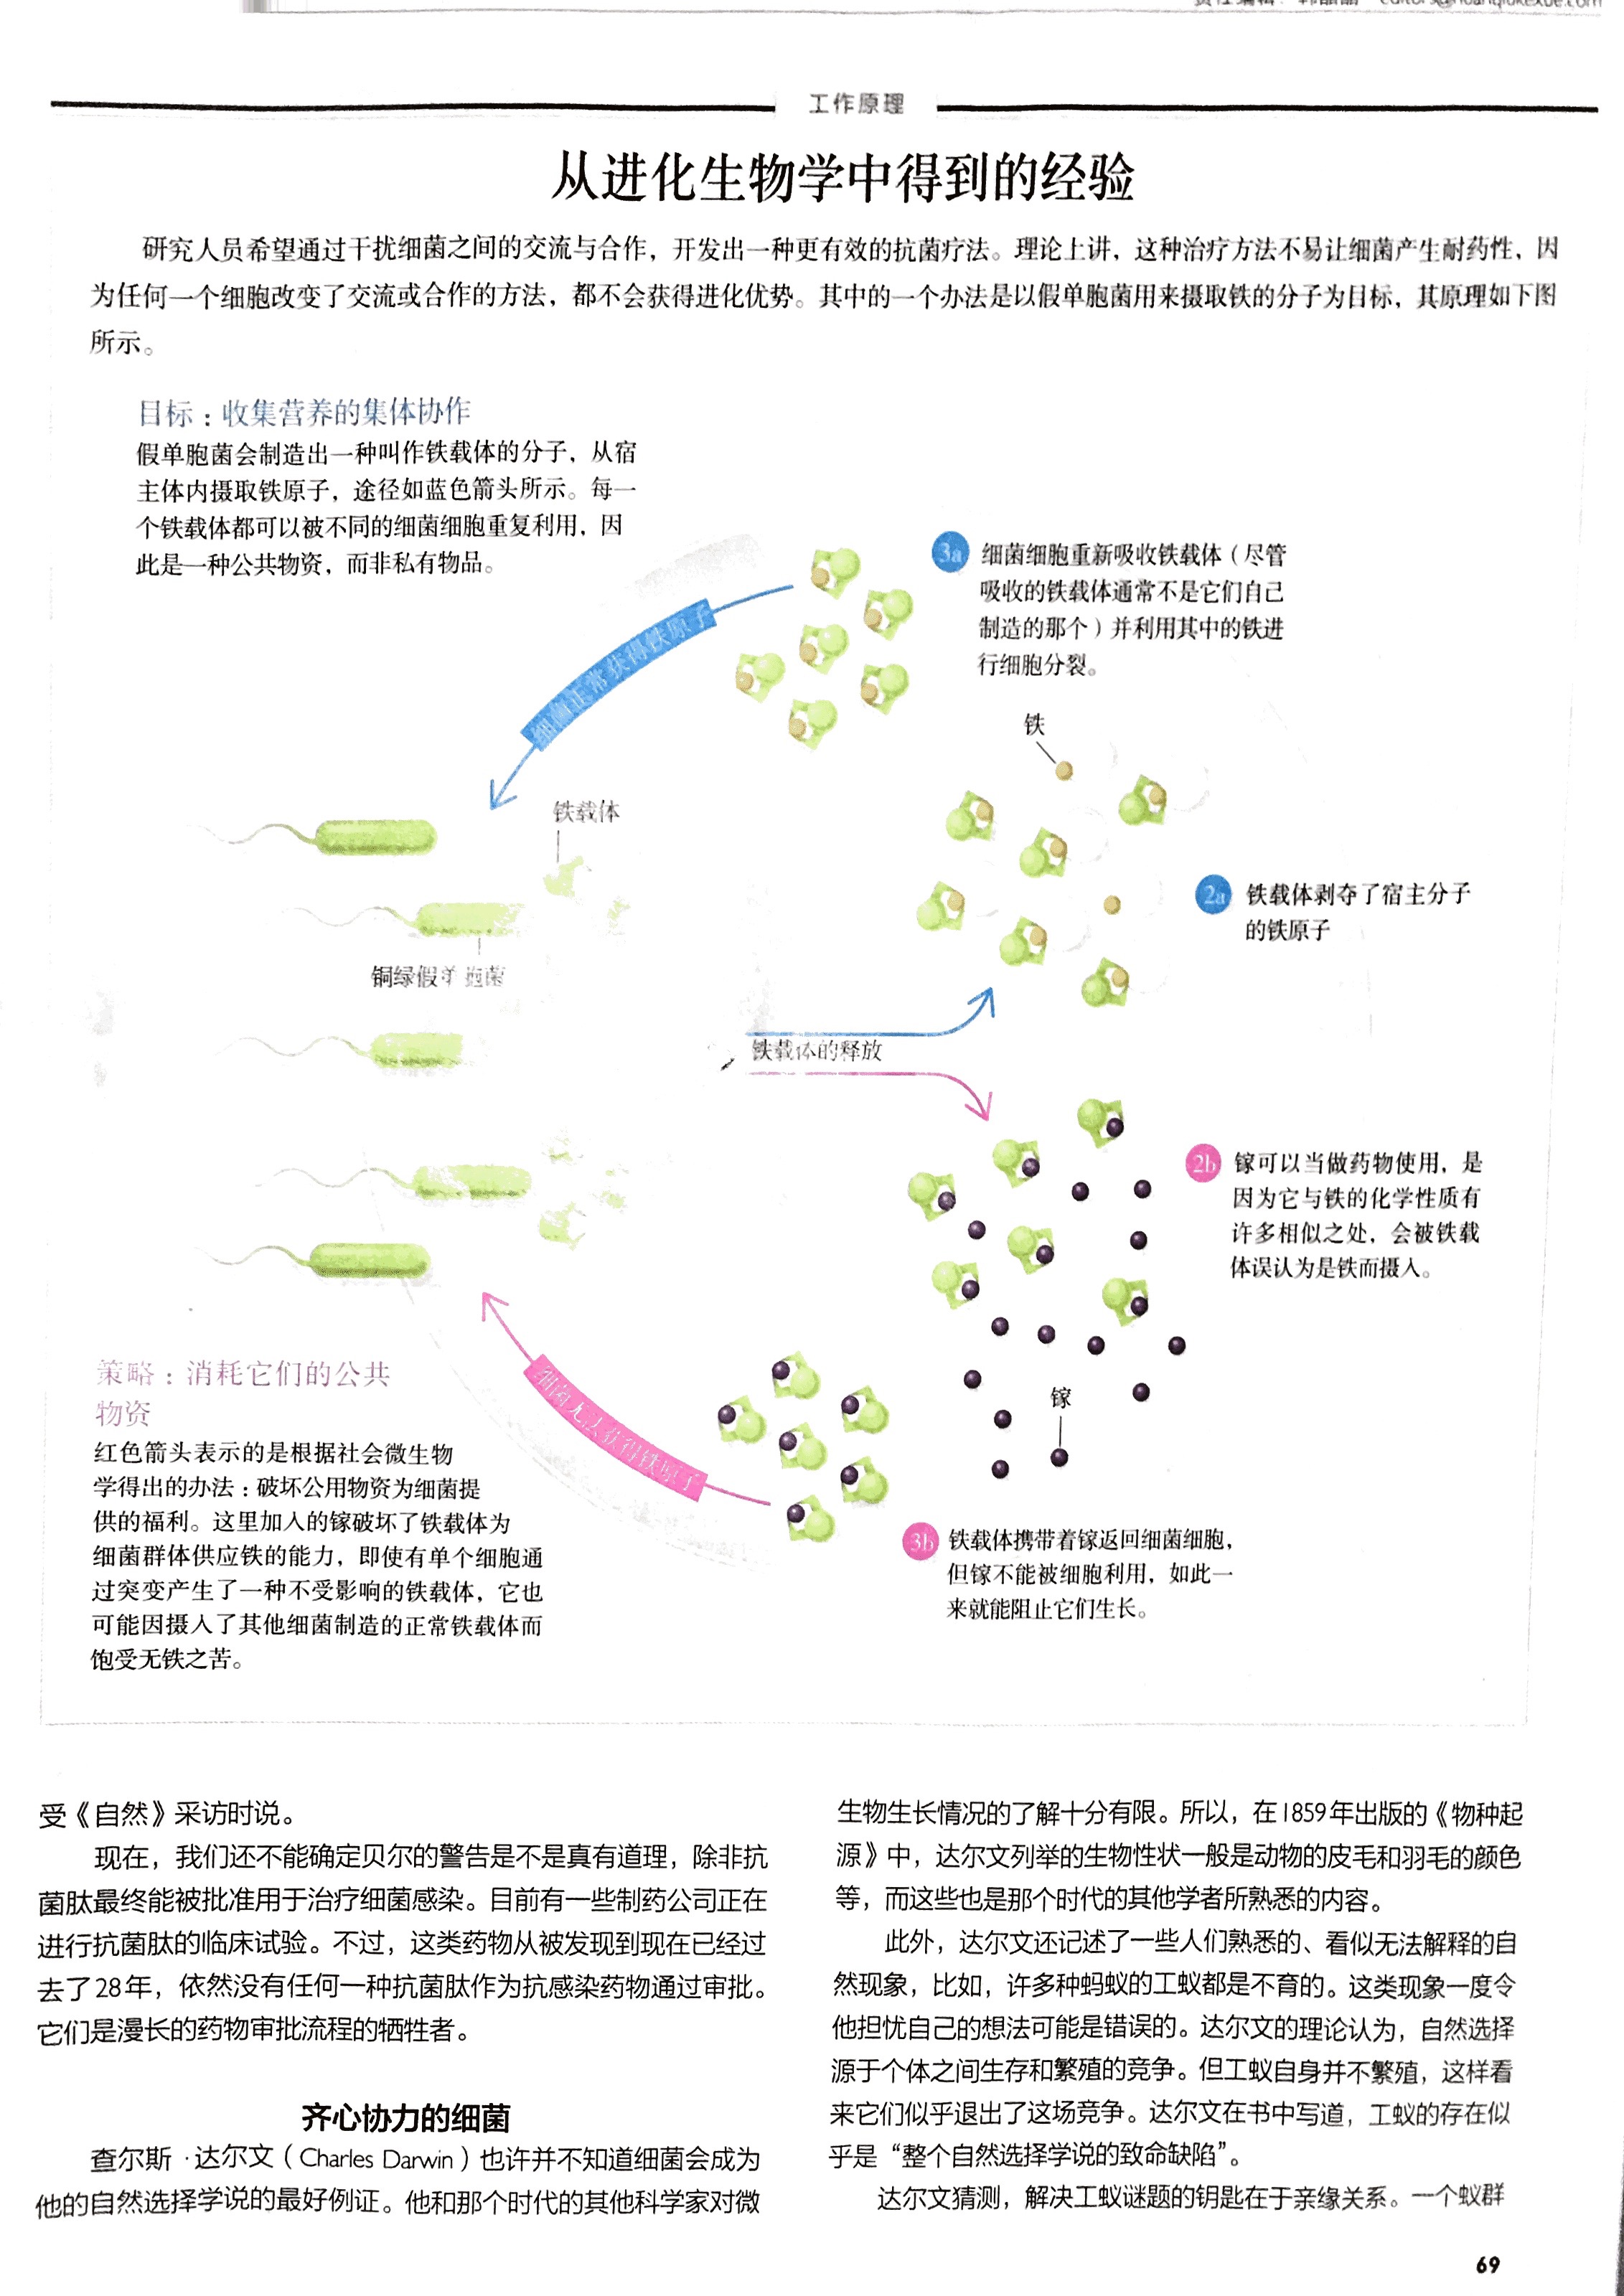 工作原理
从进化生物学中得到的经验
研究人员希望通过干扰细菌之间的交流与合作，开发出一种更有效的抗菌疗法。理论上讲，这种治疗方法不易让细菌产生耐药性，因
为任何一个细胞改变了交流或合作的方法，都不会获得进化优势。其中的一个办法是以假单胞菌用来摄取铁的分子为目标，其原理如下图
所示。
目标：收集营养的集体协作
假单胞菌会制造出一种叫作铁载体的分子，从宿
主体内摄取铁原子，途径如蓝色箭头所示。每一
个铁载体都可以被不同的细菌细胞重复利用，因
此是一种公共物资，而非私有物品。
3a
细菌细胞重新吸收铁载体（尽管
吸收的铁载体通常不是它们自己
制造的那个）并利用其中的铁进
行细胞分裂。
细菌正常获得铁原子
铁
铁载体
2a
铁载体剥夺了宿主分子
的铁原子
铜绿假单胞菌
铁载体的释放
2b
镓可以当做药物使用，是
因为它与铁的化学性质有
许多相似之处，会被铁载
体误认为是铁而摄入。
策略：消耗它们的公共
物资
红色箭头表示的是根据社会微生物
学得出的办法：破坏公用物资为细菌提
供的福利。这里加入的镓破坏了铁载体为
细菌群体供应铁的能力，即使有单个细胞通
过突变产生了一种不受影响的铁载体，它也
可能因摄入了其他细菌制造的正常铁载体而
饱受无铁之苦。
细菌无法获得铁原子
镓
3b
铁载体携带着镓返回细菌细胞，
但镓不能被细胞利用，如此一
来就能阻止它们生长。
受《自然》采访时说。
现在，我们还不能确定贝尔的警告是不是真有道理，除非抗
菌肽最终能被批准用于治疗细菌感染。目前有一些制药公司正在
进行抗菌肽的临床试验。不过，这类药物从被发现到现在已经过
去了28年，依然没有任何一种抗菌肽作为抗感染药物通过审批。
它们是漫长的药物审批流程的牺牲者。
齐心协力的细菌
查尔斯·达尔文（Charles Darwin）也许并不知道细菌会成为
他的自然选择学说的最好例证。他和那个时代的其他科学家对微
生物生长情况的了解十分有限。所以，在1859年出版的《物种起
源》中，达尔文列举的生物性状一般是动物的皮毛和羽毛的颜色
等，而这些也是那个时代的其他学者所熟悉的内容。
此外，达尔文还记述了一些人们熟悉的、看似无法解释的自
然现象，比如，许多种蚂蚁的工蚁都是不育的。这类现象一度令
他担忧自己的想法可能是错误的。达尔文的理论认为，自然选择
源于个体之间生存和繁殖的竞争。但工蚁自身并不繁殖，这样看
来它们似乎退出了这场竞争。达尔文在书中写道，工蚁的存在似
乎是“整个自然选择学说的致命缺陷”。
达尔文猜测，解决工蚁谜题的钥匙在于亲缘关系。一个蚁群
69